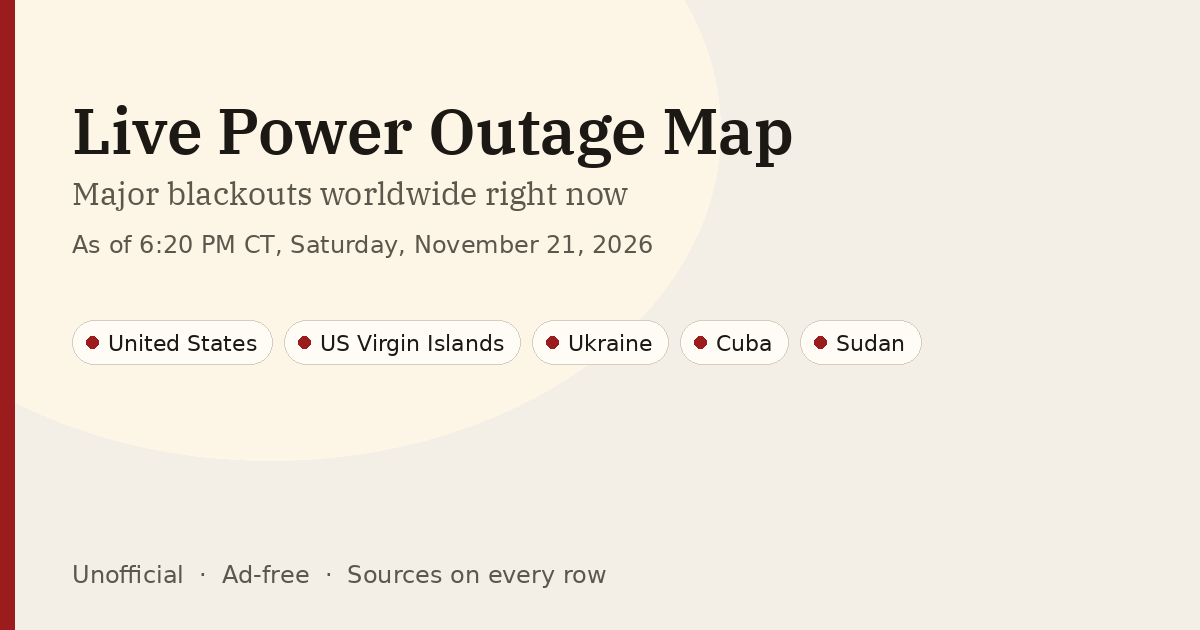 Live Power Outage Map
Major blackouts worldwide right now
As of 6:20 PM CT, Saturday, November 21, 2026
United States US Virgin Islands Ukraine Cuba Sudan
Unofficial · Ad-free · Sources on every row